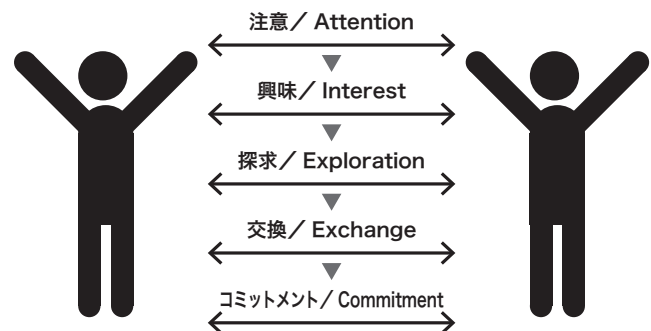 注意／ Attention
興味／ Interest
探求／ Exploration
交換／ Exchange
コミットメント／ Commitment